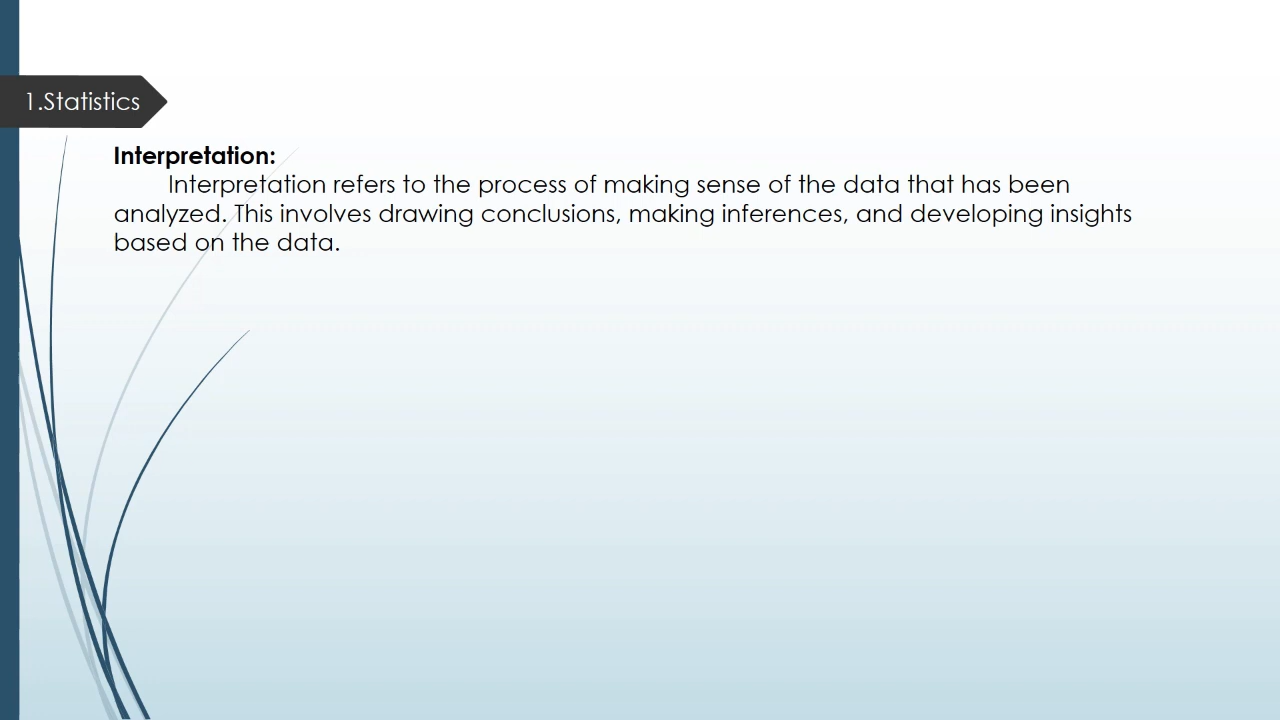 1.Statistics
Interpretation:
Interpretation refers to the process of making sense of the data that has been
analyzed. This involves drawing conclusions, making inferences, and developing insights
based on the data.